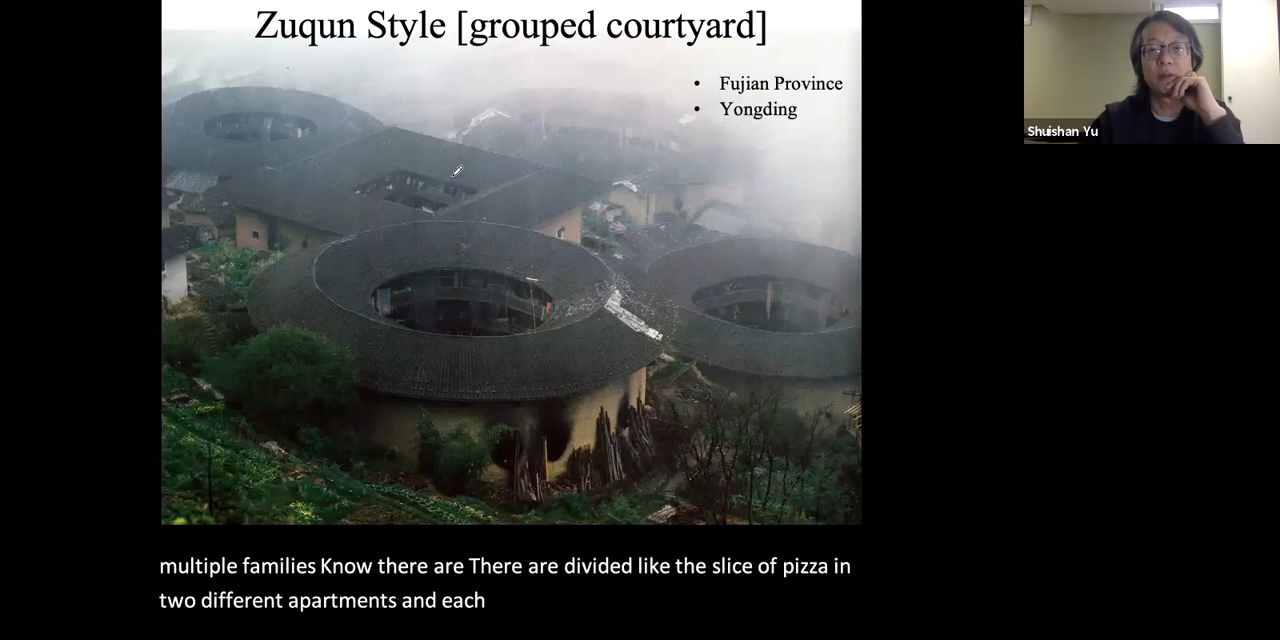 Zuqun Style [grouped courtyard]
• Fujian Province
• Yongding
Shuishan Yu
multiple families Know there are There are divided like the slice of pizza in
two different apartments and each